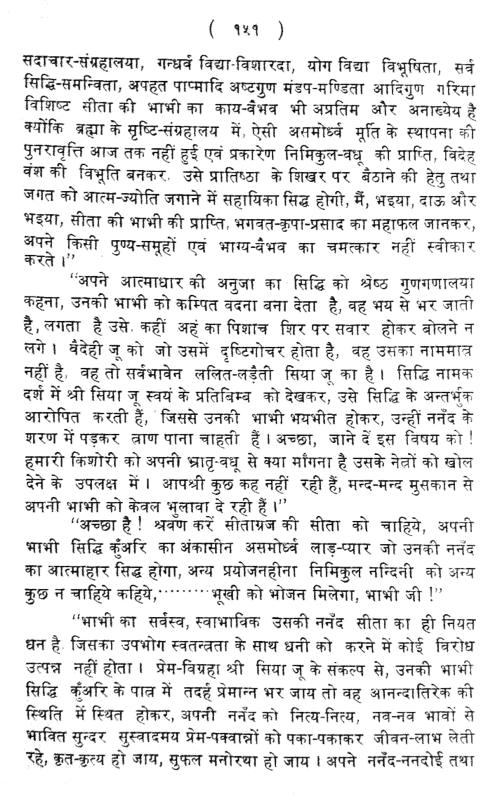 ( १५१ )
सदाचार-संग्रहालया, गन्धर्व विद्या-विशारदा, योग विद्या विभूषिता, सर्व
सिद्धि-समन्विता, अपहत पाप्मादि अष्टगुण मंडप-मण्डिता आदिगुण गरिमा
विशिष्ट सीता की भाभी का काय-वैभव भी अप्रतिम और अनाख्येय है
क्योंकि ब्रह्मा के सृष्टि-संग्रहालय में, ऐसी असमोर्ध्व मूर्ति के स्थापना की
पुनरावृत्ति आज तक नहीं हुई एवं प्रकारेण निमिकुल-वधू की प्राप्ति, विदेह
वंश की विभूति बनकर, उसे प्रातिष्ठा के शिखर पर बैठाने की हेतु तथा
जगत को आत्म-ज्योति जगाने में सहायिका सिद्ध होगी, मैं, भइया, दाऊ और
भइया, सीता की भाभी की प्राप्ति, भगवत-कृपा-प्रसाद का महाफल जानकर,
अपने किसी पुण्य-समूहों एवं भाग्य-वैभव का चमत्कार नहीं स्वीकार
करते ।"
"अपने आत्माधार की अनुजा का सिद्धि को श्रेष्ठ गुणगणालया
कहना, उनकी भाभी को कम्पित वदना बना देता है, वह भय से भर जाती
है, लगता है उसे कहीं अहं का पिशाच शिर पर सवार होकर बोलने न
लगे । वैदेही जू को जो उसमें दृष्टिगोचर होता है, वह उसका नाममात्र
नहीं है, वह तो सर्वभावेन ललित-लड़ैती सिया जू का है । सिद्धि नामक
दर्श में श्री सिया जू स्वयं के प्रतिबिम्ब को देखकर, उसे सिद्धि के अन्तर्भुक
आरोपित करती हैं, जिससे उनकी भाभी भयभीत होकर, उन्हीं ननँद के
शरण में पड़कर त्राण पाना चाहती हैं । अच्छा, जाने दें इस विषय को !
हमारी किशोरी को अपनी भ्रातृ-वधू से क्या माँगना है उसके नेत्रों को खोल
देने के उपलक्ष में । आपश्री कुछ कह नहीं रही हैं, मन्द-मन्द मुसकान से
अपनी भाभी को केवल भुलावा दे रही हैं ।"
"अच्छा है ! श्रवण करें सीताग्रज की सीता को चाहिये, अपनी
भाभी सिद्धि कुँअरि का अंकासीन असमोर्ध्व लाड़-प्यार जो उनकी ननँद
का आत्माहार सिद्ध होगा, अन्य प्रयोजनहीना निमिकुल नन्दिनी को अन्य
कुछ न चाहिये कहिये,.........भूखी को भोजन मिलेगा, भाभी जी !"
"भाभी का सर्वस्व, स्वाभाविक उसकी ननँद सीता का ही नियत
धन है जिसका उपभोग स्वतन्त्रता के साथ धनी को करने में कोई विरोध
उत्पन्न नहीं होता । प्रेम-विग्रहा श्री सिया जू के संकल्प से, उनकी भाभी
सिद्धि कुँअरि के पात्र में तदर्ह प्रेमान्न भर जाय तो वह आनन्दातिरेक की
स्थिति में स्थित होकर, अपनी ननँद को नित्य-नित्य, नव-नव भावों से
भावित सुन्दर सुस्वादमय प्रेम-पक्वान्नों को पका-पकाकर जीवन-लाभ लेती
रहे, कृत-कृत्य हो जाय, सुफल मनोरथा हो जाय । अपने ननँद-ननदोई तथा